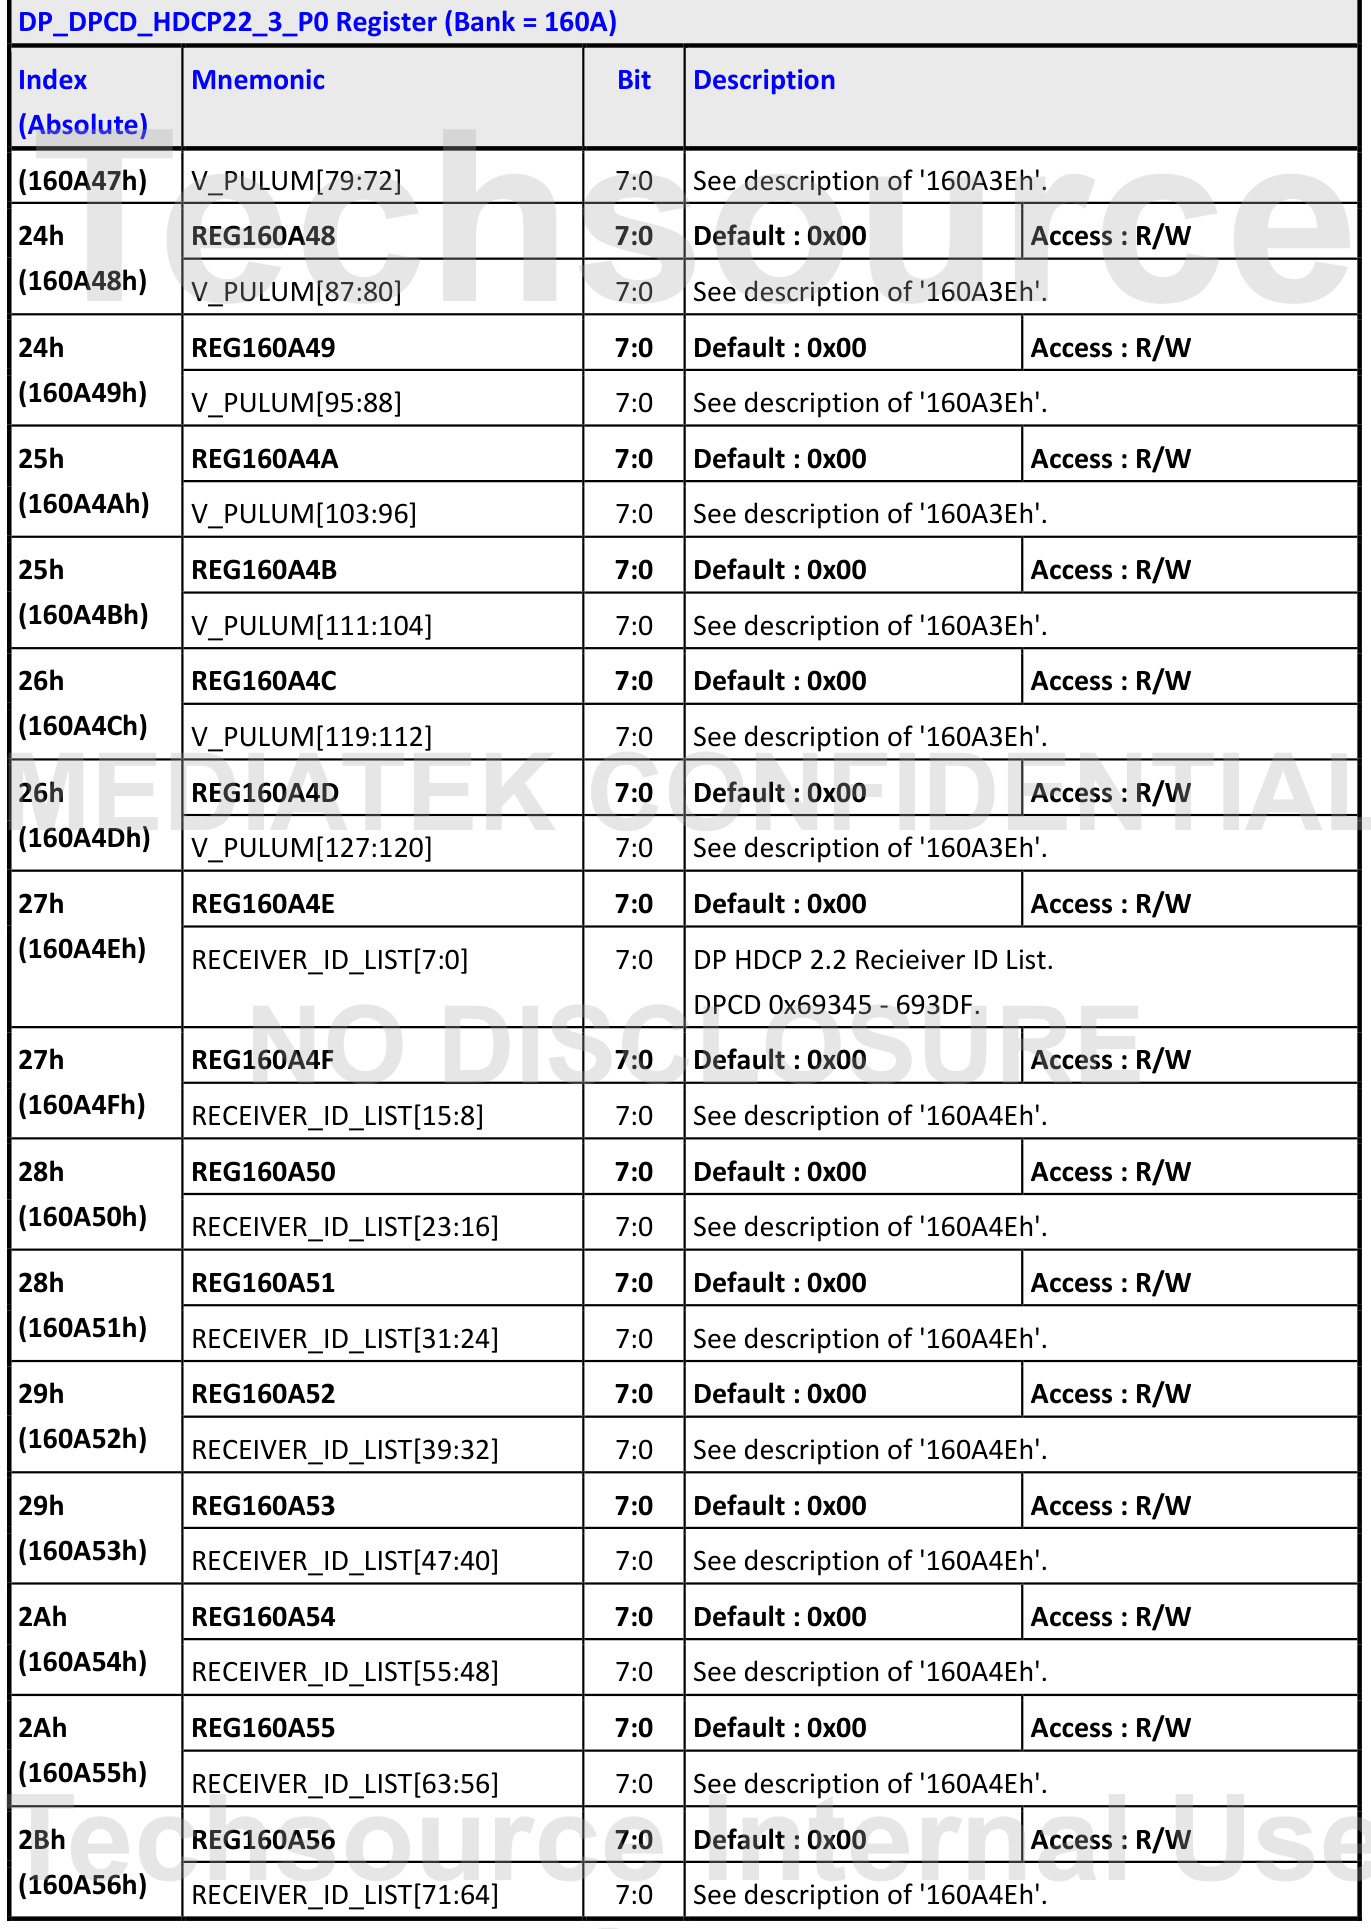 DP_DPCD_HDCP22_3_P0 Register (Bank = 160A)
Index Mnemonic Bit Description
(Absolute)
(160A47h) V_PULUM[79:72] 7:0 See description of '160A3Eh'.
24h REG160A48 7:0 Default : 0x00 Access : R/W
(160A48h) V_PULUM[87:80] 7:0 See description of '160A3Eh'.
24h REG160A49 7:0 Default : 0x00 Access : R/W
(160A49h) V_PULUM[95:88] 7:0 See description of '160A3Eh'.
25h REG160A4A 7:0 Default : 0x00 Access : R/W
(160A4Ah) V_PULUM[103:96] 7:0 See description of '160A3Eh'.
25h REG160A4B 7:0 Default : 0x00 Access : R/W
(160A4Bh) V_PULUM[111:104] 7:0 See description of '160A3Eh'.
26h REG160A4C 7:0 Default : 0x00 Access : R/W
(160A4Ch) V_PULUM[119:112] 7:0 See description of '160A3Eh'.
26h REG160A4D 7:0 Default : 0x00 Access : R/W
(160A4Dh) V_PULUM[127:120] 7:0 See description of '160A3Eh'.
27h REG160A4E 7:0 Default : 0x00 Access : R/W
(160A4Eh) RECEIVER_ID_LIST[7:0] 7:0 DP HDCP 2.2 Recieiver ID List.
DPCD 0x69345 - 693DF.
27h REG160A4F 7:0 Default : 0x00 Access : R/W
(160A4Fh) RECEIVER_ID_LIST[15:8] 7:0 See description of '160A4Eh'.
28h REG160A50 7:0 Default : 0x00 Access : R/W
(160A50h) RECEIVER_ID_LIST[23:16] 7:0 See description of '160A4Eh'.
28h REG160A51 7:0 Default : 0x00 Access : R/W
(160A51h) RECEIVER_ID_LIST[31:24] 7:0 See description of '160A4Eh'.
29h REG160A52 7:0 Default : 0x00 Access : R/W
(160A52h) RECEIVER_ID_LIST[39:32] 7:0 See description of '160A4Eh'.
29h REG160A53 7:0 Default : 0x00 Access : R/W
(160A53h) RECEIVER_ID_LIST[47:40] 7:0 See description of '160A4Eh'.
2Ah REG160A54 7:0 Default : 0x00 Access : R/W
(160A54h) RECEIVER_ID_LIST[55:48] 7:0 See description of '160A4Eh'.
2Ah REG160A55 7:0 Default : 0x00 Access : R/W
(160A55h) RECEIVER_ID_LIST[63:56] 7:0 See description of '160A4Eh'.
2Bh REG160A56 7:0 Default : 0x00 Access : R/W
(160A56h) RECEIVER_ID_LIST[71:64] 7:0 See description of '160A4Eh'.
Techsource
MEDIATEK CONFIDENTIAL
NO DISCLOSURE
Techsource Internal Use